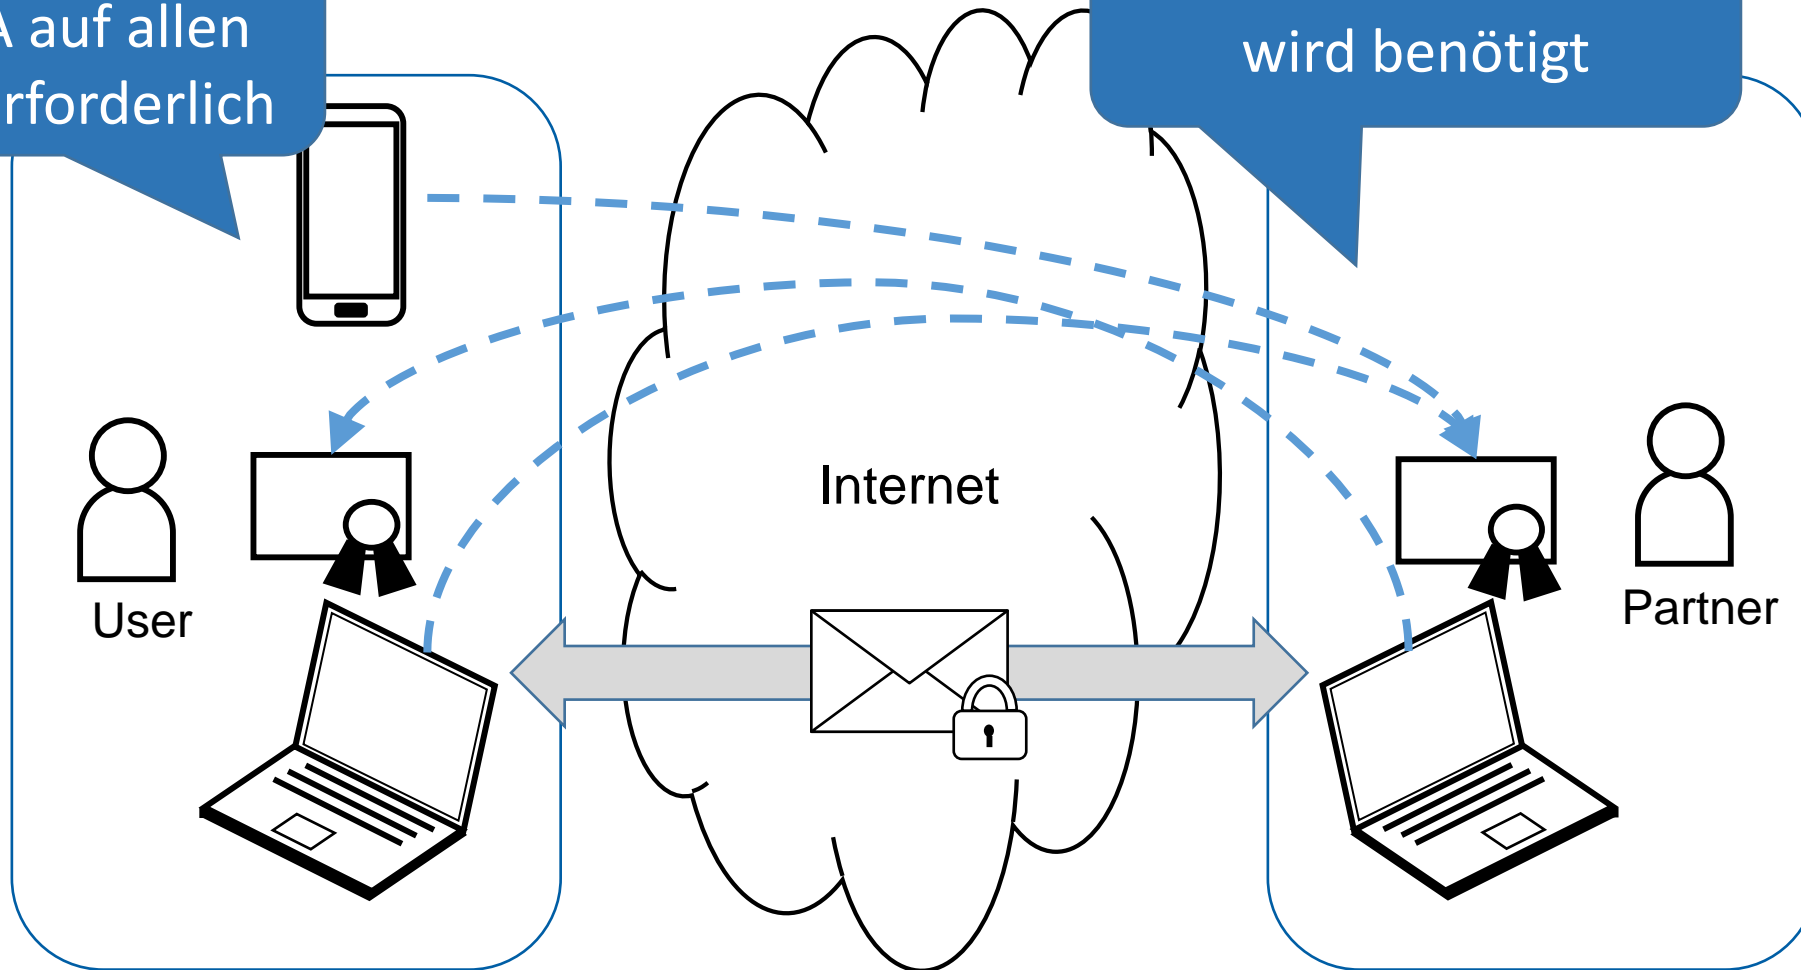 A auf allen
rforderlich
wird benötigt
Internet
User
Partner